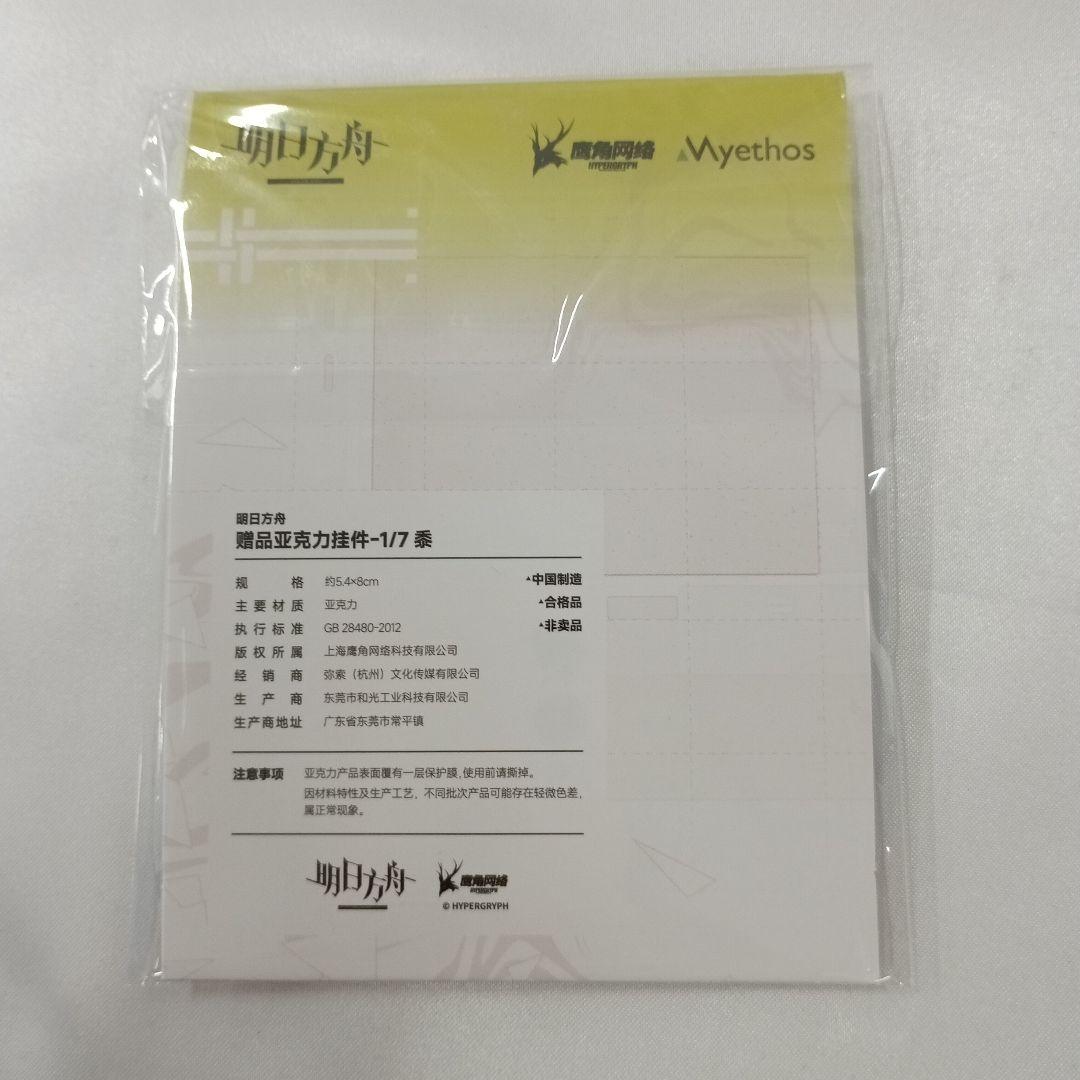 明日方舟
鹰角网络
HYPERGRYPH
Myethos
明日方舟
赠品亚克力挂件-1/7 黍
规格 约5.4×8cm
主要材质 亚克力
执行标准 GB 28480-2012
版权所属 上海鹰角网络科技有限公司
经销商 弥索（杭州）文化传媒有限公司
生产商 东莞市和光工业科技有限公司
生产商地址 广东省东莞市常平镇
▲中国制造
▲合格品
▲非卖品
注意事项 亚克力产品表面覆有一层保护膜,使用前请撕掉。
因材料特性及生产工艺，不同批次产品可能存在轻微色差,
属正常现象。
明日方舟
鹰角网络
HYPERGRYPH
© HYPERGRYPH